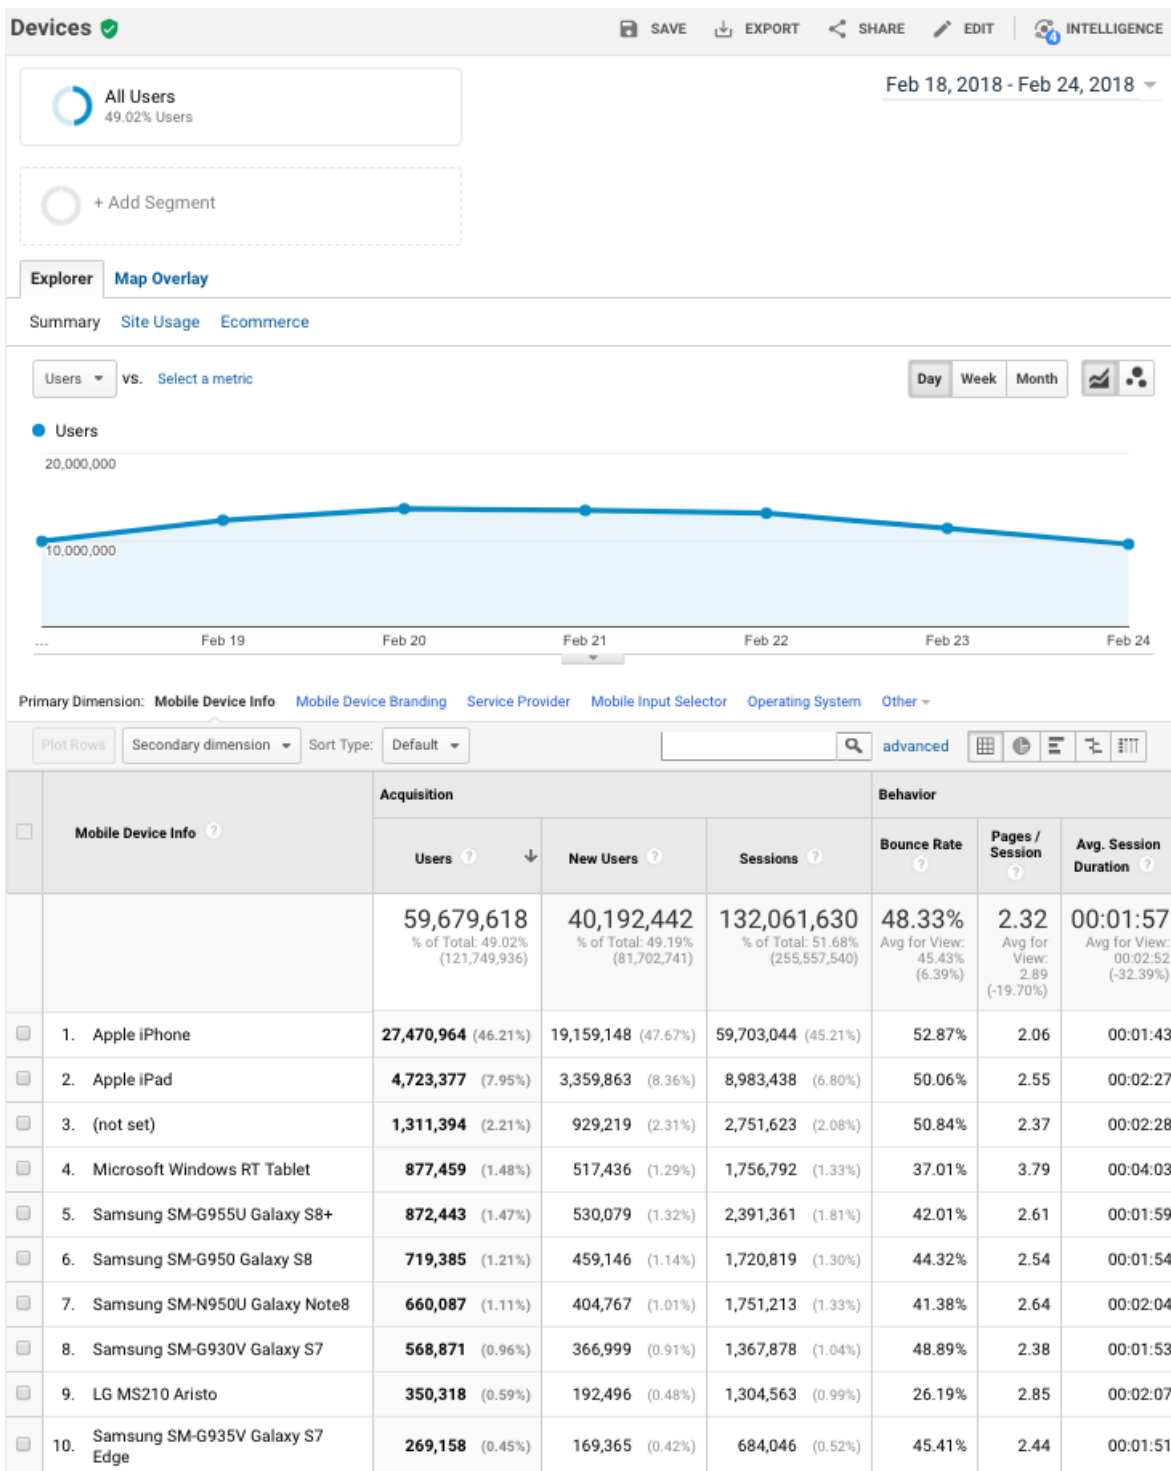 Devices
SAVE EXPORT SHARE EDIT 4 INTELLIGENCE
All Users
49.02% Users
Feb 18, 2018 - Feb 24, 2018
+ Add Segment
Explorer Map Overlay
Summary Site Usage Ecommerce
Users VS. Select a metric
Day Week Month
Users
20,000,000
10,000,000
... Feb 19 Feb 20 Feb 21 Feb 22 Feb 23 Feb 24
Primary Dimension: Mobile Device Info Mobile Device Branding Service Provider Mobile Input Selector Operating System Other
Plot Rows Secondary dimension Sort Type: Default advanced
Acquisition Behavior
Mobile Device Info ? Users ? New Users ? Sessions ? Bounce Rate ? Pages / Session ? Avg. Session Duration ?
59,679,618 40,192,442 132,061,630 48.33% 2.32 00:01:57
% of Total: 49.02% (121,749,936) % of Total: 49.19% (81,702,741) % of Total: 51.68% (255,557,540) Avg for View: 45.43% (6.39%) Avg for View: 2.89 (-19.70%) Avg for View: 00:02:52 (-32.39%)
1. Apple iPhone 27,470,964 (46.21%) 19,159,148 (47.67%) 59,703,044 (45.21%) 52.87% 2.06 00:01:43
2. Apple iPad 4,723,377 (7.95%) 3,359,863 (8.36%) 8,983,438 (6.80%) 50.06% 2.55 00:02:27
3. (not set) 1,311,394 (2.21%) 929,219 (2.31%) 2,751,623 (2.08%) 50.84% 2.37 00:02:28
4. Microsoft Windows RT Tablet 877,459 (1.48%) 517,436 (1.29%) 1,756,792 (1.33%) 37.01% 3.79 00:04:03
5. Samsung SM-G955U Galaxy S8+ 872,443 (1.47%) 530,079 (1.32%) 2,391,361 (1.81%) 42.01% 2.61 00:01:59
6. Samsung SM-G950 Galaxy S8 719,385 (1.21%) 459,146 (1.14%) 1,720,819 (1.30%) 44.32% 2.54 00:01:54
7. Samsung SM-N950U Galaxy Note8 660,087 (1.11%) 404,767 (1.01%) 1,751,213 (1.33%) 41.38% 2.64 00:02:04
8. Samsung SM-G930V Galaxy S7 568,871 (0.96%) 366,999 (0.91%) 1,367,878 (1.04%) 48.89% 2.38 00:01:53
9. LG MS210 Aristo 350,318 (0.59%) 192,496 (0.48%) 1,304,563 (0.99%) 26.19% 2.85 00:02:07
10. Samsung SM-G935V Galaxy S7 Edge 269,158 (0.45%) 169,365 (0.42%) 684,046 (0.52%) 45.41% 2.44 00:01:51